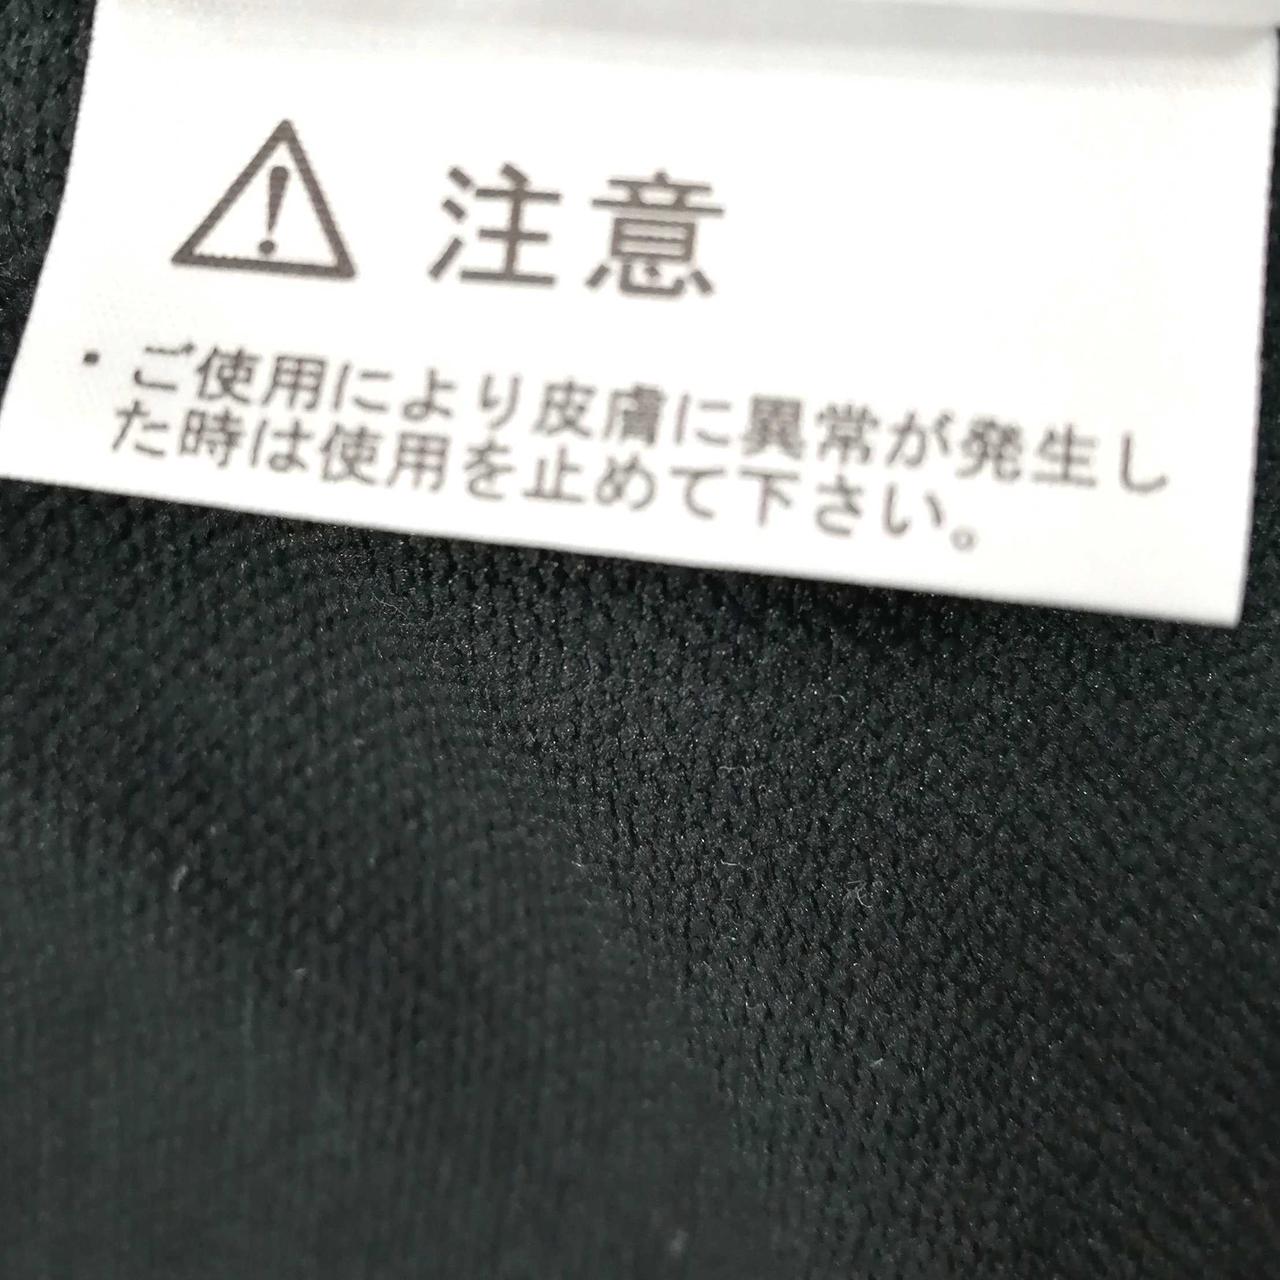 注意
・ご使用により皮膚に異常が発生し
た時は使用を止めて下さい。